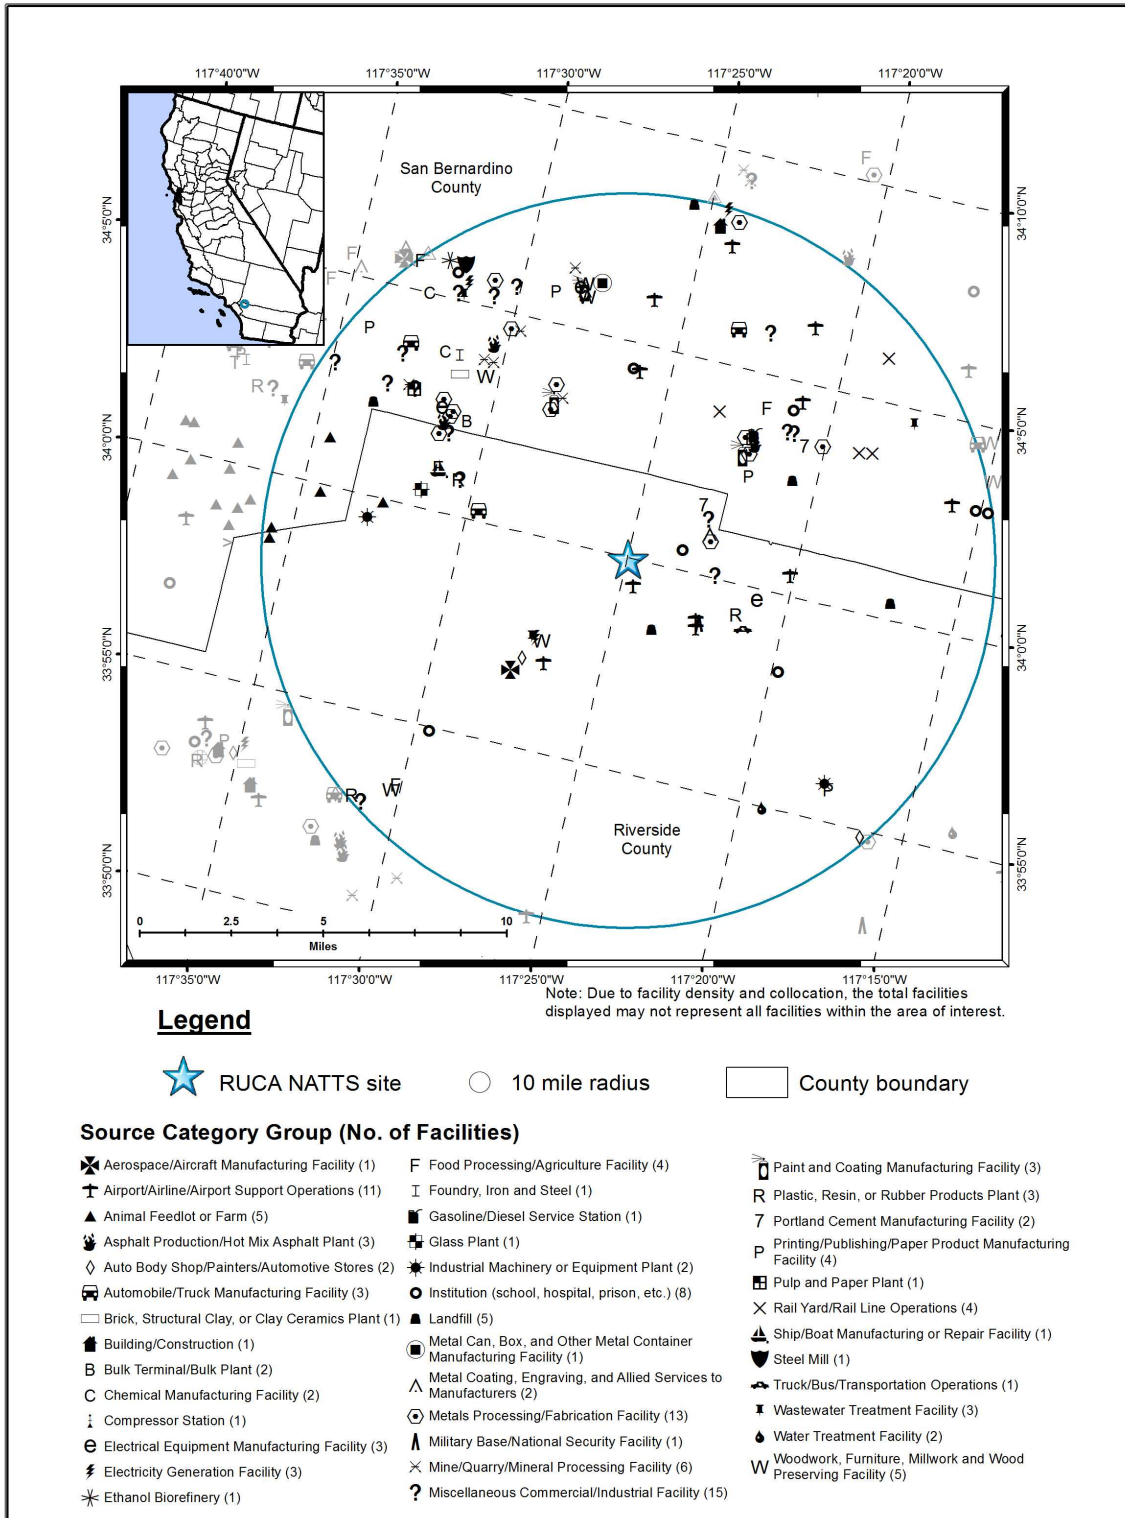 117°40'0"W 117°35'0"W 117°30'0"W 117°25'0"W 117°20'0"W
San Bernardino
County
34°5'0"N
34°10'0"N
34°0'0"N
34°5'0"N
33°55'0"N
34°0'0"N
33°50'0"N
33°55'0"N
Riverside
County
0 2.5 5 10
Miles
117°35'0"W 117°30'0"W 117°25'0"W 117°20'0"W 117°15'0"W
Note: Due to facility density and collocation, the total facilities
displayed may not represent all facilities within the area of interest.
Legend
RUCA NATTS site
10 mile radius
County boundary
Source Category Group (No. of Facilities)
Aerospace/Aircraft Manufacturing Facility (1)
Airport/Airline/Airport Support Operations (11)
Animal Feedlot or Farm (5)
Asphalt Production/Hot Mix Asphalt Plant (3)
Auto Body Shop/Painters/Automotive Stores (2)
Automobile/Truck Manufacturing Facility (3)
Brick, Structural Clay, or Clay Ceramics Plant (1)
Building/Construction (1)
B Bulk Terminal/Bulk Plant (2)
C Chemical Manufacturing Facility (2)
Compressor Station (1)
e Electrical Equipment Manufacturing Facility (3)
Electricity Generation Facility (3)
Ethanol Biorefinery (1)
F Food Processing/Agriculture Facility (4)
Foundry, Iron and Steel (1)
Gasoline/Diesel Service Station (1)
Glass Plant (1)
Industrial Machinery or Equipment Plant (2)
Institution (school, hospital, prison, etc.) (8)
Landfill (5)
Metal Can, Box, and Other Metal Container
Manufacturing Facility (1)
Metal Coating, Engraving, and Allied Services to
Manufacturers (2)
Metals Processing/Fabrication Facility (13)
Military Base/National Security Facility (1)
Mine/Quarry/Mineral Processing Facility (6)
? Miscellaneous Commercial/Industrial Facility (15)
Paint and Coating Manufacturing Facility (3)
R Plastic, Resin, or Rubber Products Plant (3)
7 Portland Cement Manufacturing Facility (2)
P Printing/Publishing/Paper Product Manufacturing
Facility (4)
Pulp and Paper Plant (1)
Rail Yard/Rail Line Operations (4)
Ship/Boat Manufacturing or Repair Facility (1)
Steel Mill (1)
Truck/Bus/Transportation Operations (1)
Wastewater Treatment Facility (3)
Water Treatment Facility (2)
W Woodwork, Furniture, Millwork and Wood
Preserving Facility (5)